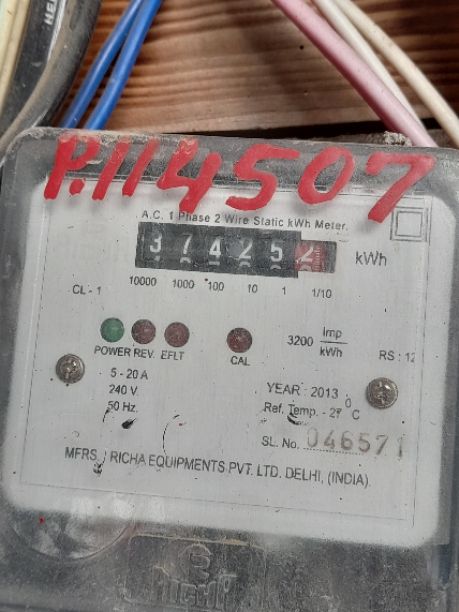 P.114507
A.C. 1 Phase 2 Wire Static kWh Meter.
374252 kWh
CL - 1 10000 1000 100 10 1 1/10
POWER REV. EFLT CAL 3200 Imp/kWh RS : 12
5 - 20 A
240 V.
50 Hz.
YEAR : 2013
Ref. Temp. - 27 °C
SL. No. 046571
MFRS. : RICHA EQUIPMENTS PVT. LTD. DELHI, (INDIA).